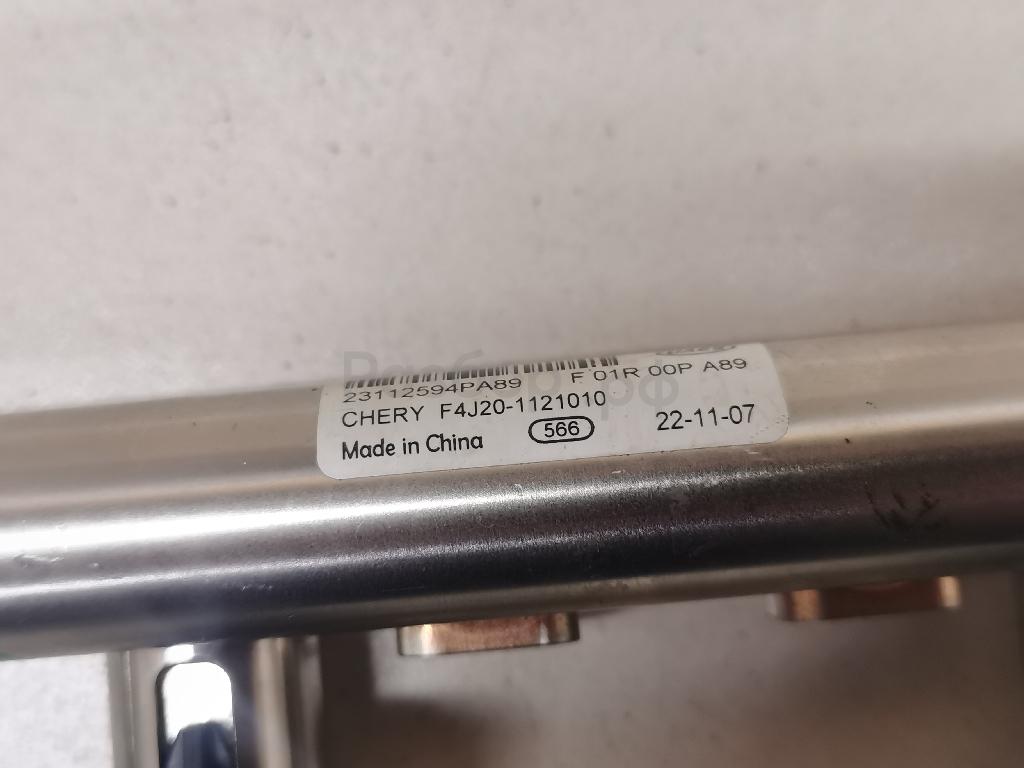 23112594PA89 F 01R 00P A89
CHERY F4J20-1121010
Made in China 566 22-11-07